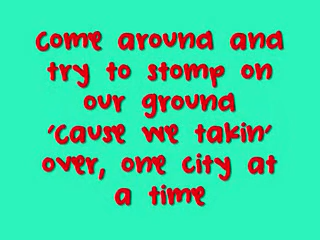 come around and
try to stomp on
our ground
'cause we takin'
over, one city at
a time